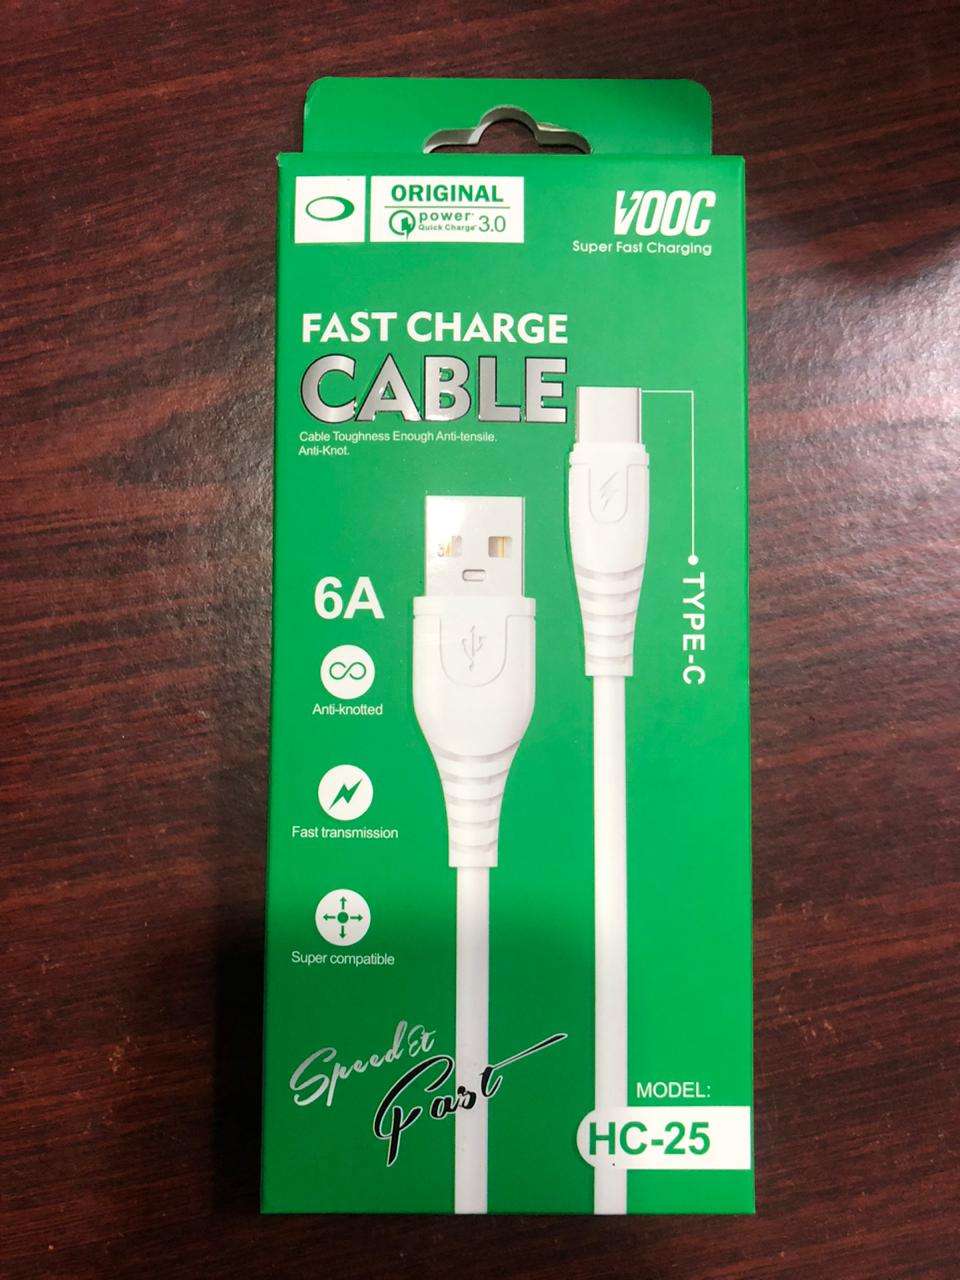 ORIGINAL
power
Quick Charge 3.0
VOOC
Super Fast Charging
FAST CHARGE
CABLE
Cable Toughness Enough Anti-tensile.
Anti-Knot.
6A
TYPE-C
Anti-knotted
Fast transmission
Super compatible
Speed &
Fast
MODEL:
HC-25